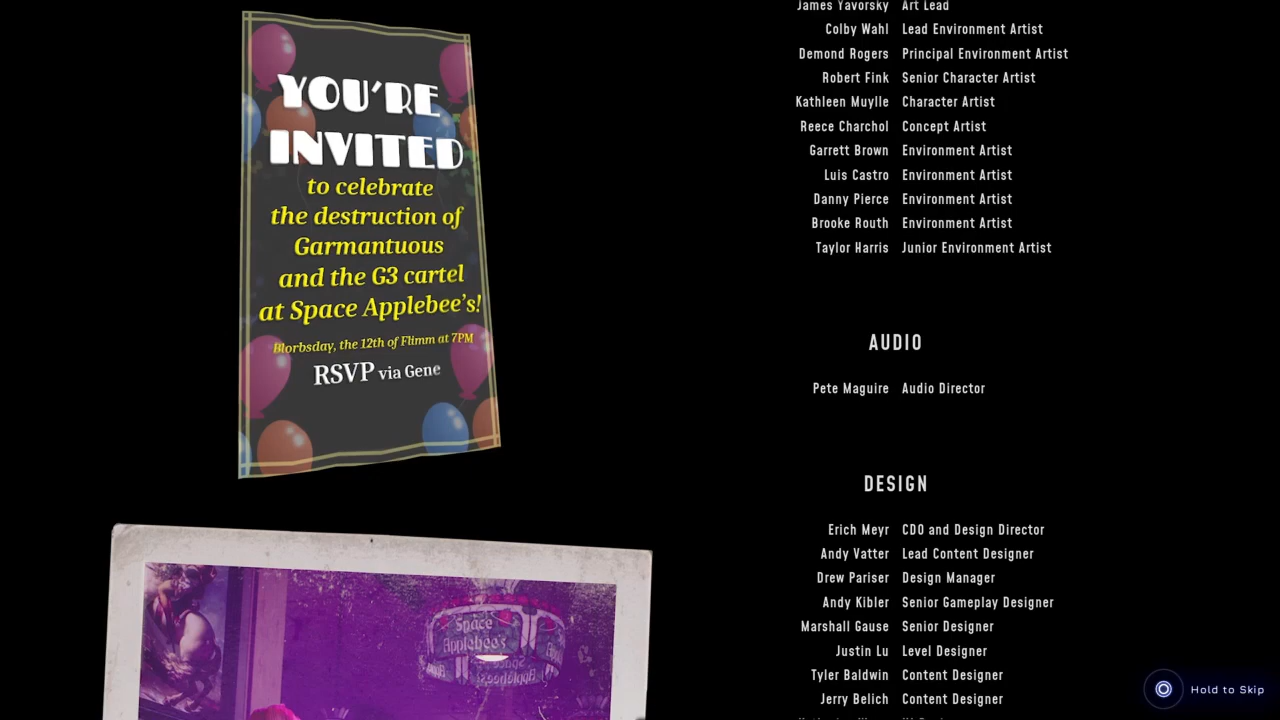 YOU'RE
INVITED
to celebrate
the destruction of
Garmantuous
and the G3 cartel
at Space Applebee's!
Blorbsday, the 12th of Flimm at 7PM
RSVP via Gene
Space
Applebee's
James Yavorsky Art Lead
Colby Wahl Lead Environment Artist
Demond Rogers Principal Environment Artist
Robert Fink Senior Character Artist
Kathleen Muylle Character Artist
Reece Charchol Concept Artist
Garrett Brown Environment Artist
Luis Castro Environment Artist
Danny Pierce Environment Artist
Brooke Routh Environment Artist
Taylor Harris Junior Environment Artist
AUDIO
Pete Maguire Audio Director
DESIGN
Erich Meyr CDO and Design Director
Andy Vatter Lead Content Designer
Drew Pariser Design Manager
Andy Kibler Senior Gameplay Designer
Marshall Gause Senior Designer
Justin Lu Level Designer
Tyler Baldwin Content Designer
Jerry Belich Content Designer
Hold to Skip